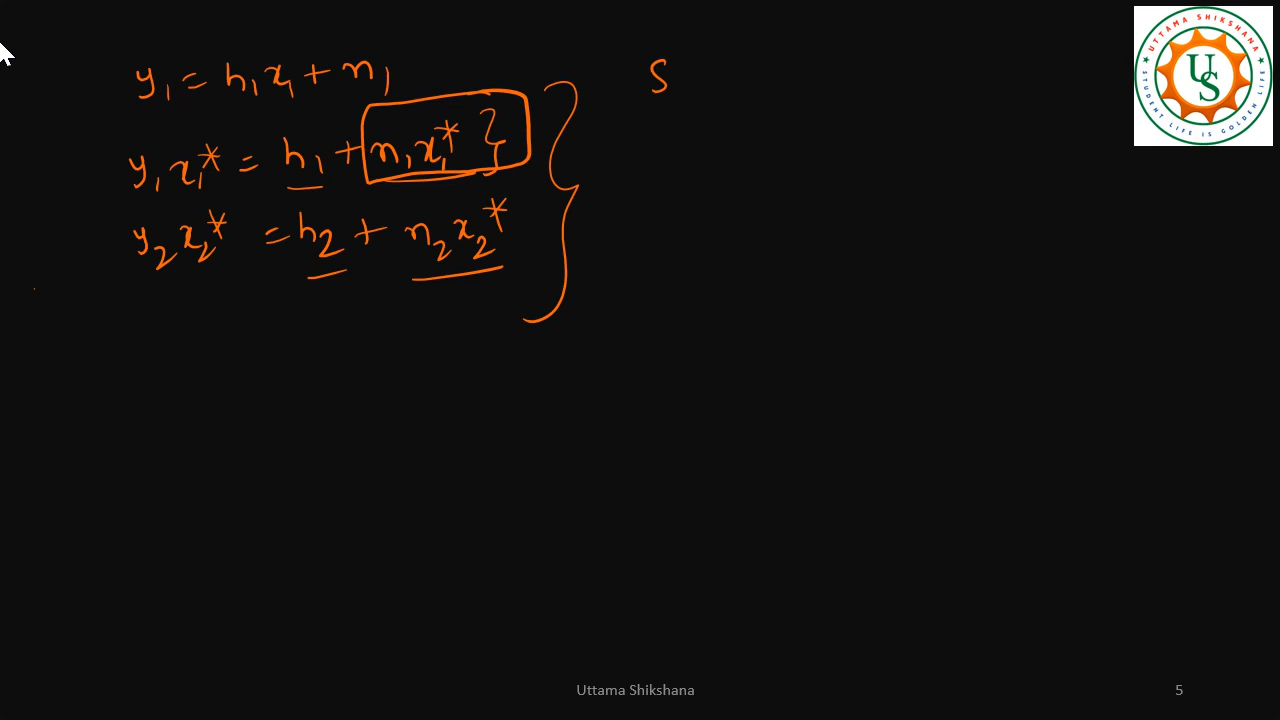 y₁ = h₁x₁ + n₁
y₁x₁* = h₁ + n₁x₁* }
y₂x₂* = h₂ + n₂x₂*
}
S
UTTAMA SHIKSHANA
US
STUDENT LIFE IS GOLDEN LIFE
Uttama Shikshana
5